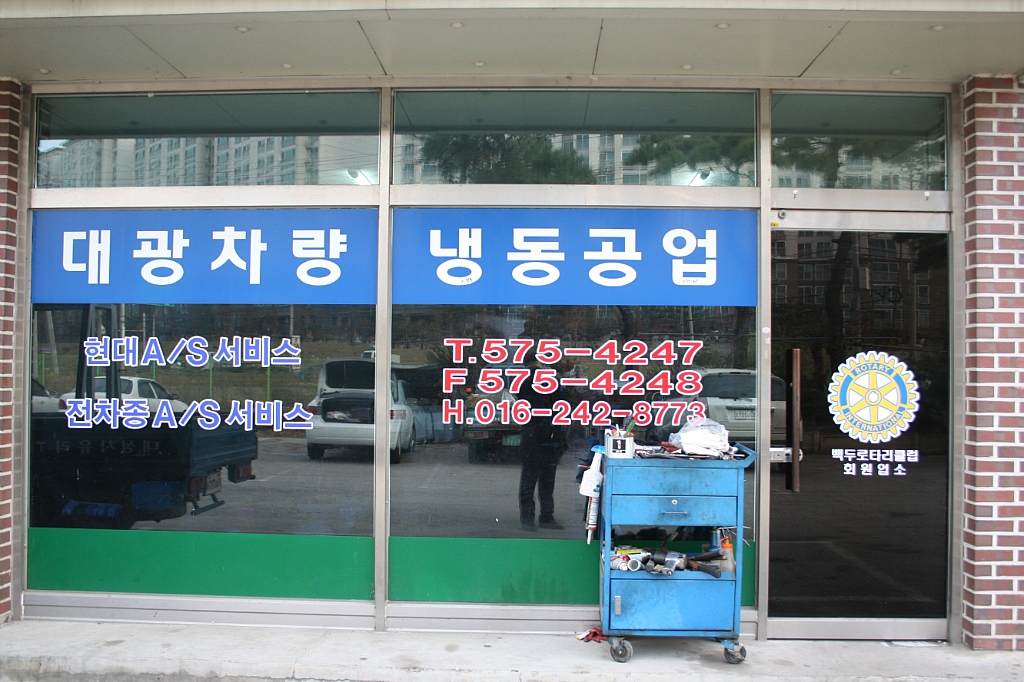 대광차량 냉동공업
현대A/S서비스
전차종A/S서비스
T.575-4247
F575-4248
H.016-242-8773
ROTARY
INTERNATIONAL
백두로타리클럽
회원업소